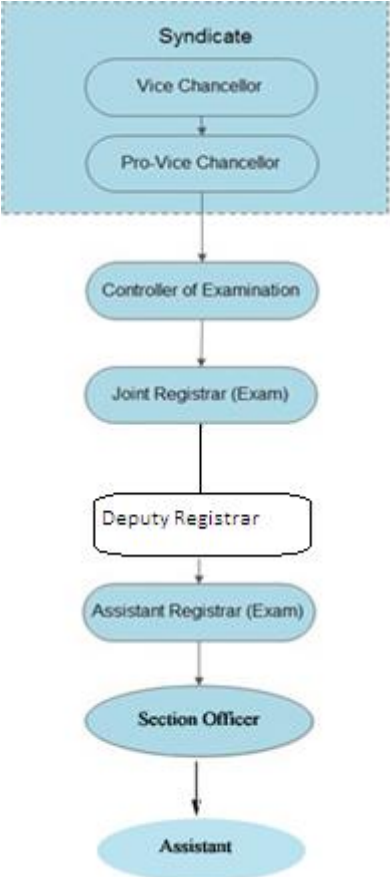 Syndicate
Vice Chancellor
Pro-Vice Chancellor
Controller of Examination
Joint Registrar (Exam)
Deputy Registrar
Assistant Registrar (Exam)
Section Officer
Assistant